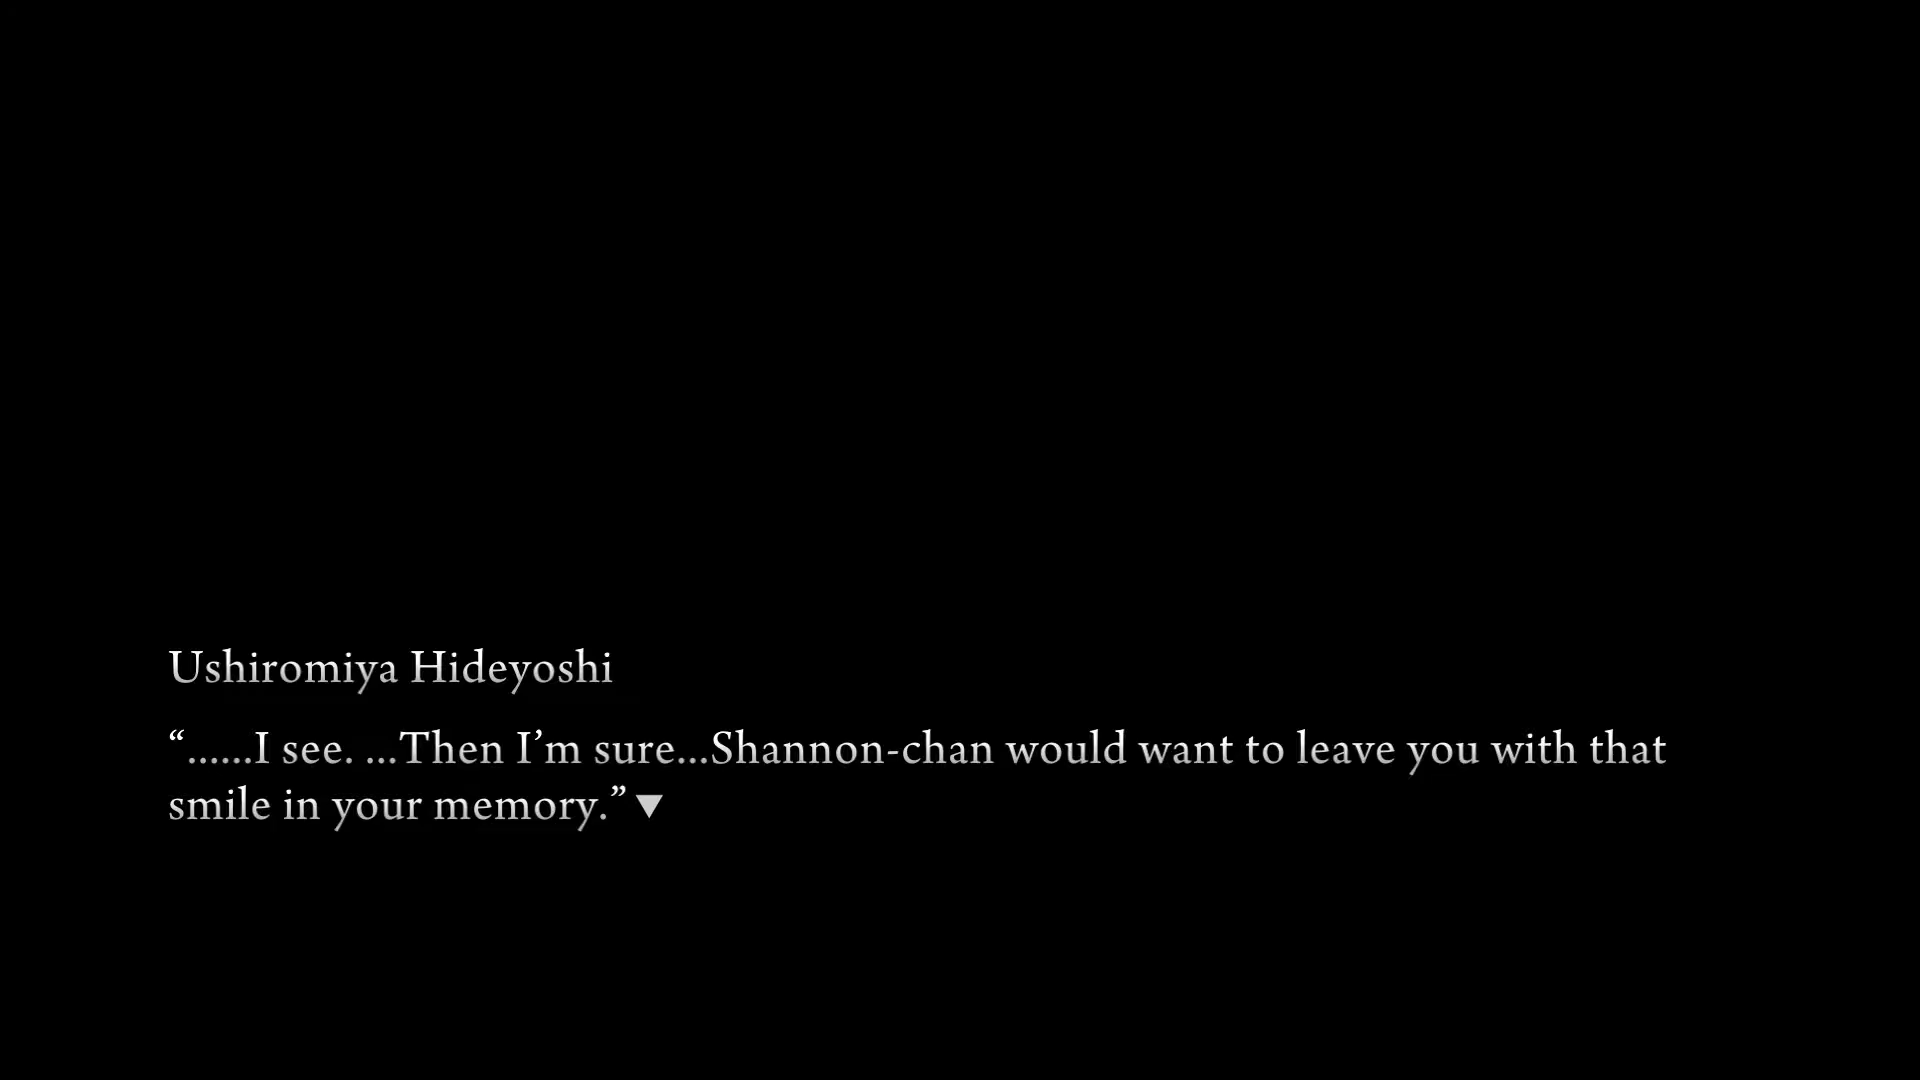 Ushiromiya Hideyoshi
“......I see. ...Then I’m sure...Shannon-chan would want to leave you with that
smile in your memory.”